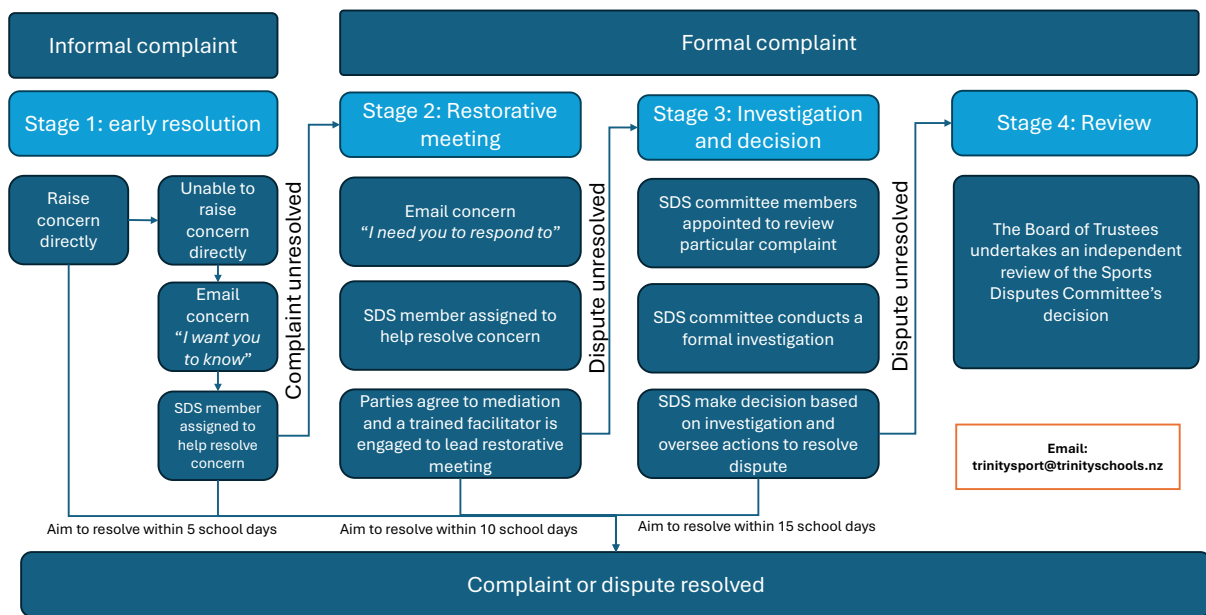 Informal complaint
Formal complaint
Stage 1: early resolution
Raise
concern
directly
Unable to
raise
concern
directly
Email
concern
“I want you
to know”
SDS member
assigned to
help resolve
concern
Aim to resolve within 5 school days
Complaint unresolved
Stage 2: Restorative
meeting
Email concern
“I need you to respond to”
SDS member assigned to
help resolve concern
Parties agree to mediation
and a trained facilitator is
engaged to lead restorative
meeting
Aim to resolve within 10 school days
Dispute unresolved
Stage 3: Investigation
and decision
SDS committee members
appointed to review
particular complaint
SDS committee conducts a
formal investigation
SDS make decision based
on investigation and
oversee actions to resolve
dispute
Aim to resolve within 15 school days
Dispute unresolved
Stage 4: Review
The Board of Trustees
undertakes an independent
review of the Sports
Disputes Committee’s
decision
Email:
trinitysport@trinityschools.nz
Complaint or dispute resolved